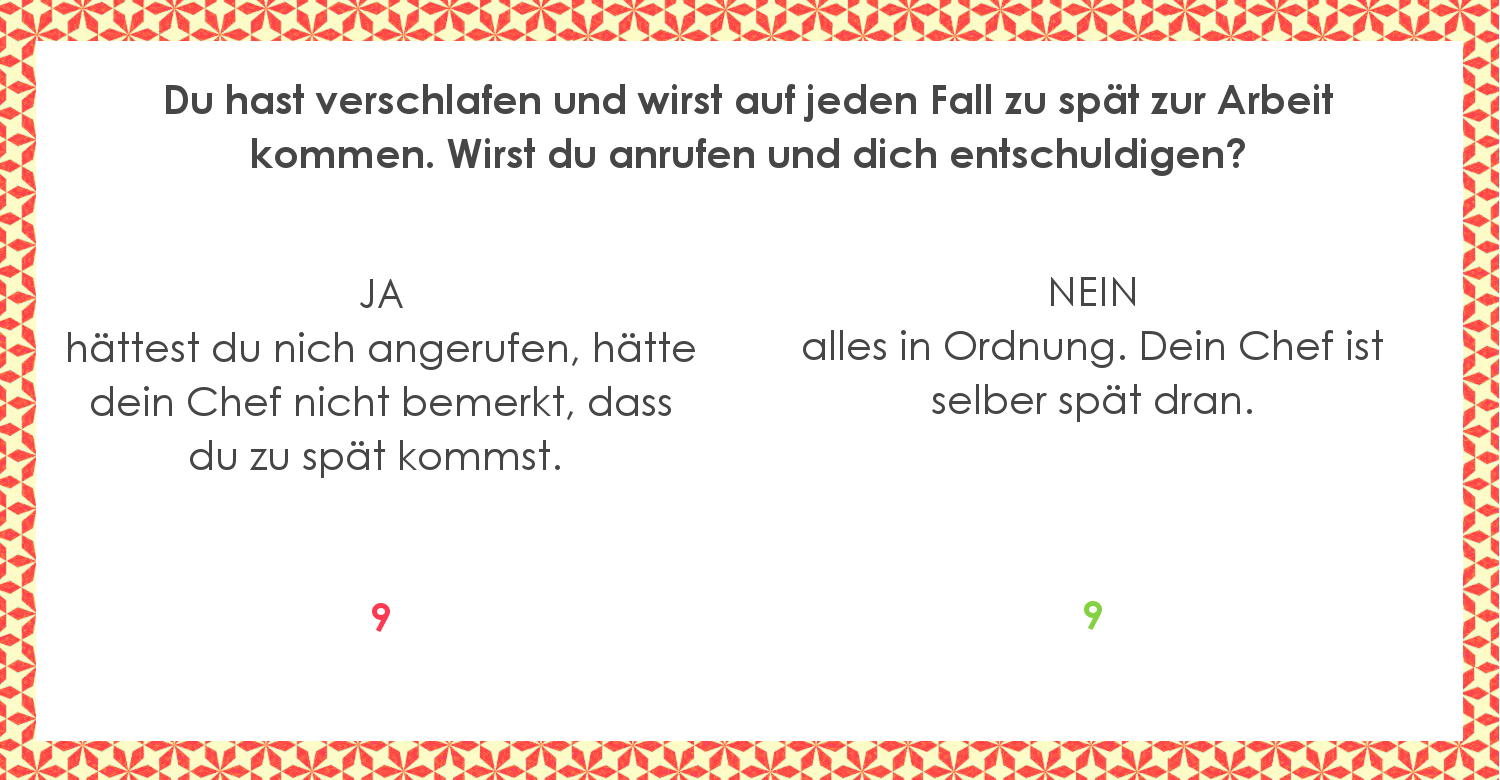 Du hast verschlafen und wirst auf jeden Fall zu spät zur Arbeit
kommen. Wirst du anrufen und dich entschuldigen?
JA
hättest du nich angerufen, hätte
dein Chef nicht bemerkt, dass
du zu spät kommst.
9
NEIN
alles in Ordnung. Dein Chef ist
selber spät dran.
9